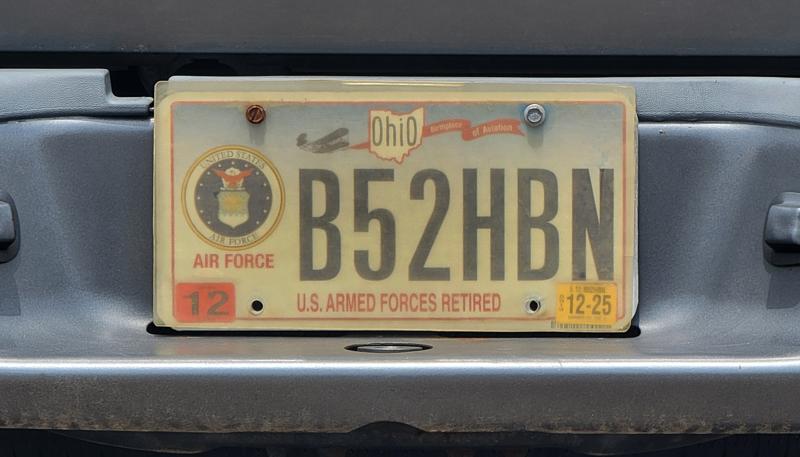 Ohio
Birthplace of Aviation
UNITED STATES
AIR FORCE
B52HBN
AIR FORCE
12
U.S. ARMED FORCES RETIRED
12-25